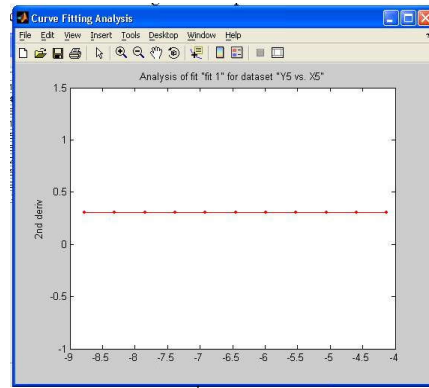 Curve Fitting Analysis
File Edit View Insert Tools Desktop Window Help
Analysis of fit "fit 1" for dataset "Y5 vs. X5"
1.5
1
0.5
0
-0.5
-1
2nd deriv
-9 -8.5 -8 -7.5 -7 -6.5 -6 -5.5 -5 -4.5 -4